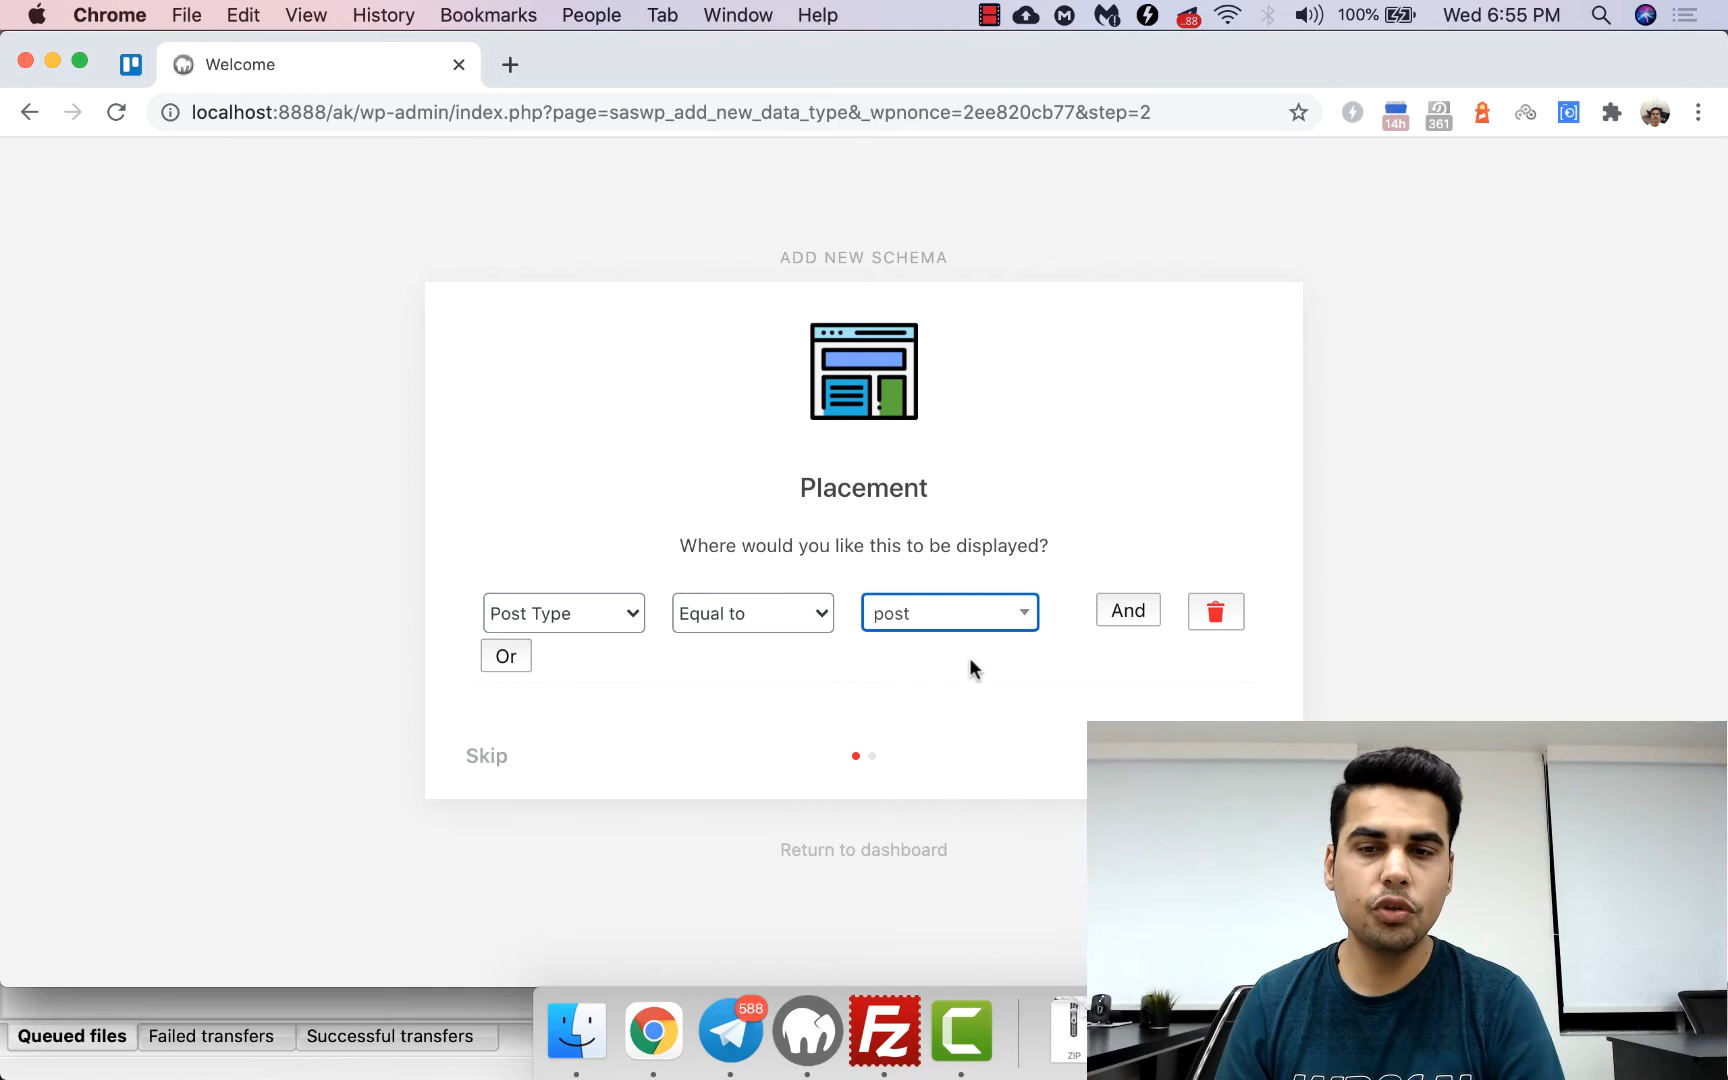 Chrome File Edit View History Bookmarks People Tab Window Help
..88
100%
Wed 6:55 PM
Welcome
localhost:8888/ak/wp-admin/index.php?page=saswp_add_new_data_type&_wpnonce=2ee820cb77&step=2
14h
361
ADD NEW SCHEMA
Placement
Where would you like this to be displayed?
Post Type Equal to post And
Or
Skip
Return to dashboard
588
Fz
C
ZIP
Queued files Failed transfers Successful transfers